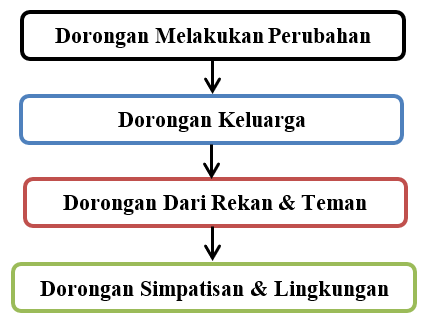 Dorongan Melakukan Perubahan
Dorongan Keluarga
Dorongan Dari Rekan & Teman
Dorongan Simpatisan & Lingkungan